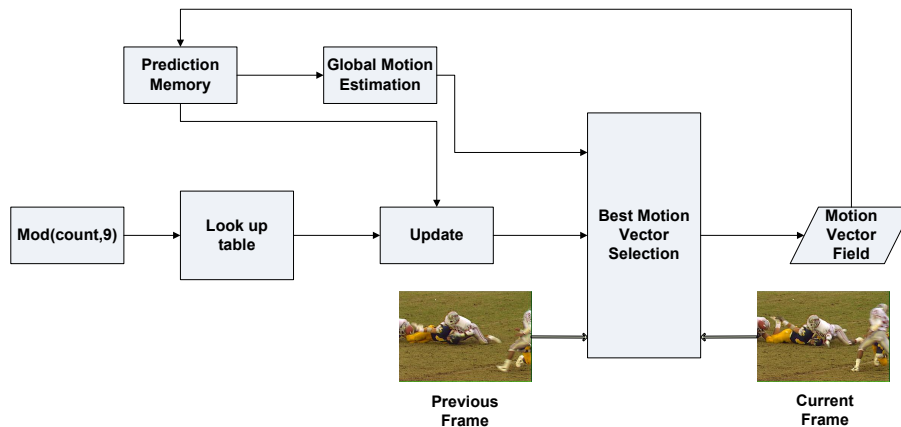 Prediction
Memory
Global Motion
Estimation
Mod(count,9)
Look up
table
Update
Best Motion
Vector
Selection
Motion
Vector
Field
Previous
Frame
Current
Frame